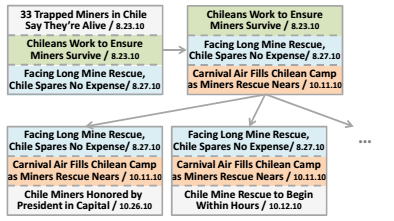 33 Trapped Miners in Chile
Say They're Alive / 8.23.10
Chileans Work to Ensure
Miners Survive / 8.23.10
Facing Long Mine Rescue,
Chile Spares No Expense/ 8.27.10
Chileans Work to Ensure
Miners Survive / 8.23.10
Facing Long Mine Rescue,
Chile Spares No Expense/ 8.27.10
Carnival Air Fills Chilean Camp
as Miners Rescue Nears / 10.11.10
...
Facing Long Mine Rescue,
Chile Spares No Expense/ 8.27.10
Carnival Air Fills Chilean Camp
as Miners Rescue Nears / 10.11.10
Chile Miners Honored by
President in Capital / 10.26.10
Facing Long Mine Rescue,
Chile Spares No Expense/ 8.27.10
Carnival Air Fills Chilean Camp
as Miners Rescue Nears / 10.11.10
Chile Mine Rescue to Begin
Within Hours / 10.12.10